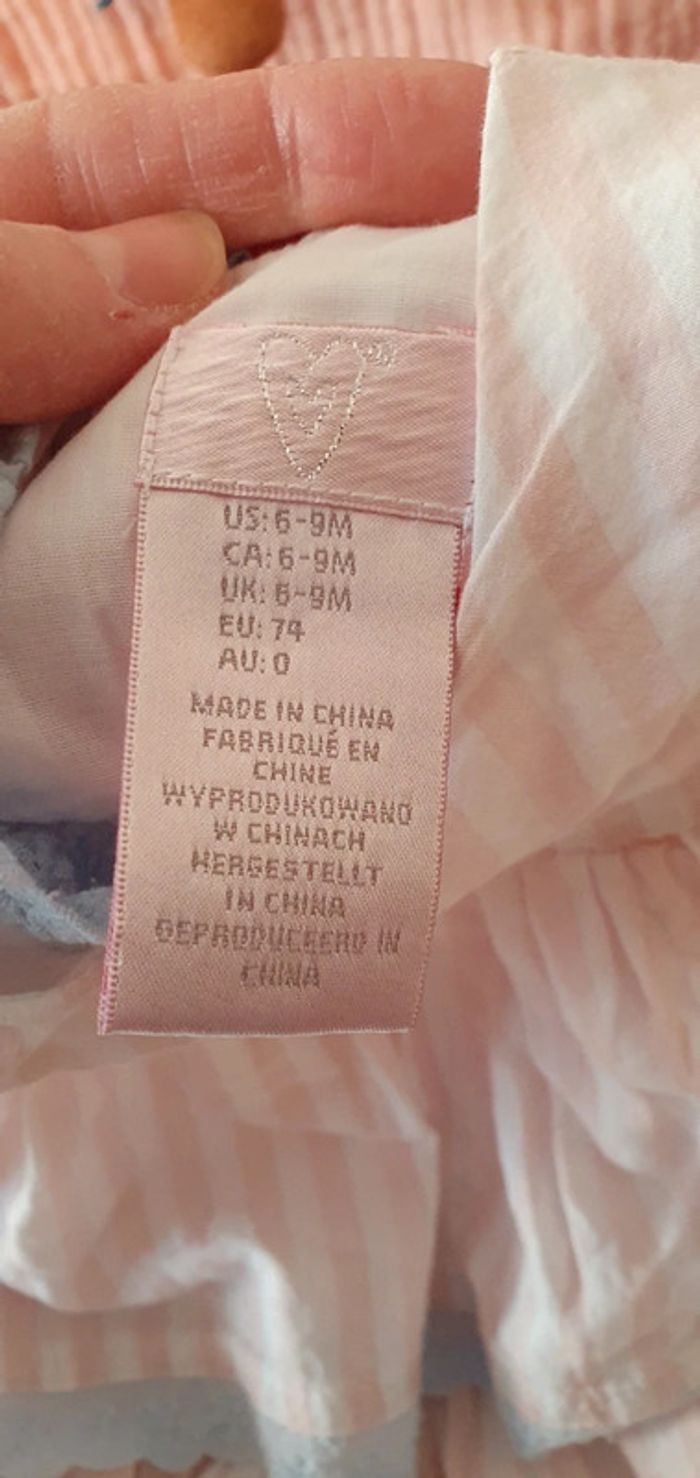 US: 6-9M
CA: 6-9M
UK: 6-9M
EU: 74
AU: 0
MADE IN CHINA
FABRIQUÉ EN
CHINE
WYPRODUKOWANO
W CHINACH
HERGESTELLT
IN CHINA
GEPRODUCEERD IN
CHINA